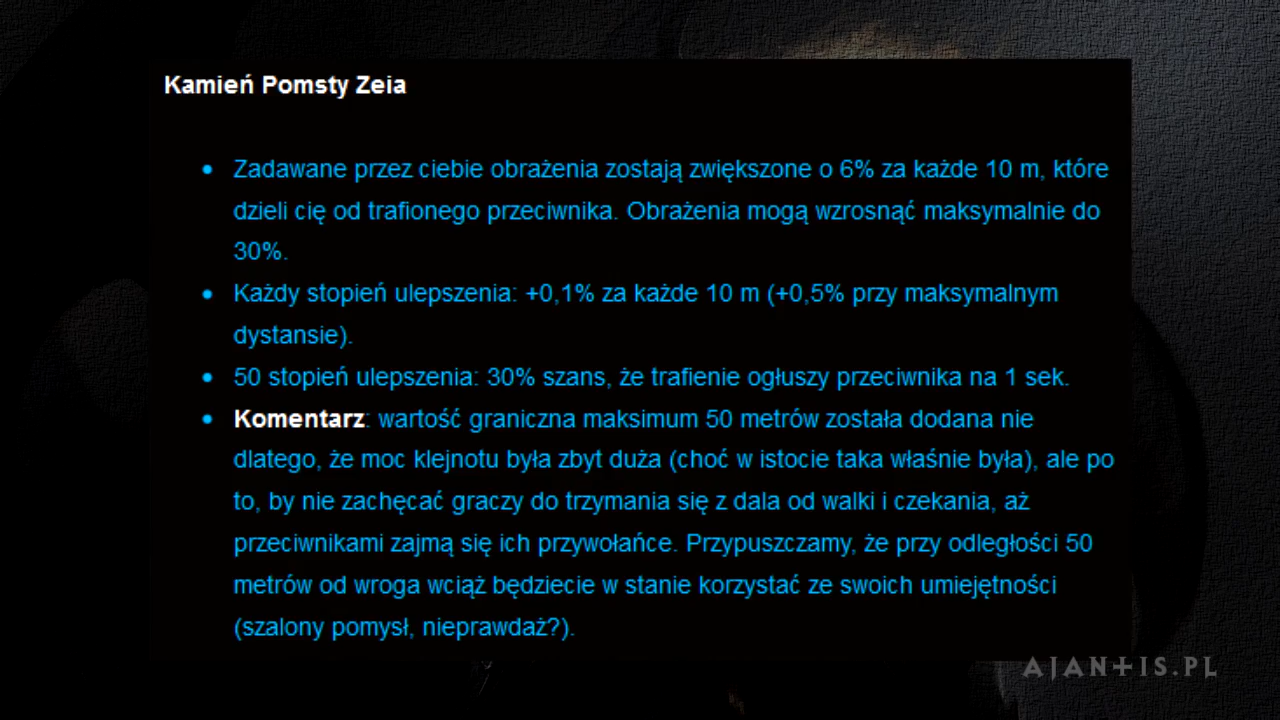 Kamień Pomsty Zeia
• Zadawane przez ciebie obrażenia zostają zwiększone o 6% za każde 10 m, które
dzieli cię od trafionego przeciwnika. Obrażenia mogą wzrosnąć maksymalnie do
30%.
• Każdy stopień ulepszenia: +0,1% za każde 10 m (+0,5% przy maksymalnym
dystansie).
• 50 stopień ulepszenia: 30% szans, że trafienie ogłuszy przeciwnika na 1 sek.
• Komentarz: wartość graniczna maksimum 50 metrów została dodana nie
dlatego, że moc klejnotu była zbyt duża (choć w istocie taka właśnie była), ale po
to, by nie zachęcać graczy do trzymania się z dala od walki i czekania, aż
przeciwnikami zajmą się ich przywołańce. Przypuszczamy, że przy odległości 50
metrów od wroga wciąż będziecie w stanie korzystać ze swoich umiejętności
(szalony pomysł, nieprawdaż?).
AJANTIS.PL